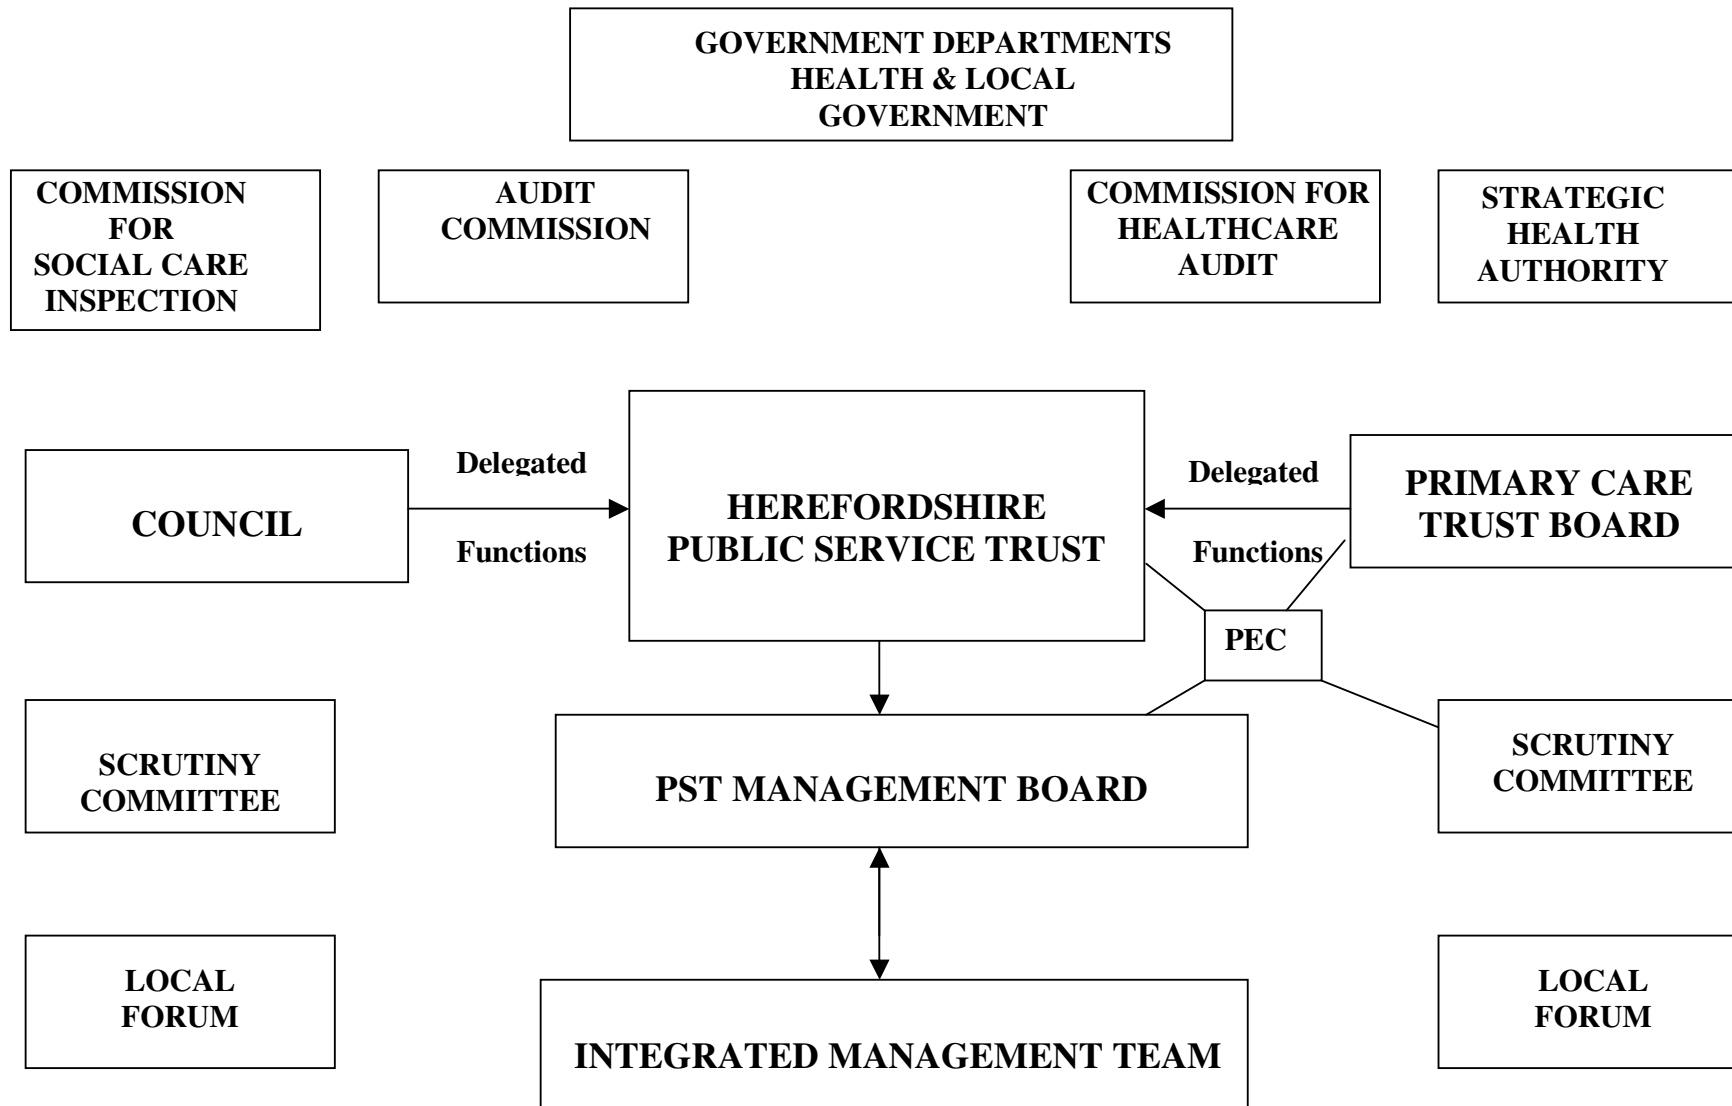 GOVERNMENT DEPARTMENTS
HEALTH & LOCAL
GOVERNMENT
COMMISSION
FOR
SOCIAL CARE
INSPECTION
AUDIT
COMMISSION
COMMISSION FOR
HEALTHCARE
AUDIT
STRATEGIC
HEALTH
AUTHORITY
COUNCIL
Delegated
Functions
HEREFORDSHIRE
PUBLIC SERVICE TRUST
Delegated
Functions
PRIMARY CARE
TRUST BOARD
PEC
SCRUTINY
COMMITTEE
PST MANAGEMENT BOARD
SCRUTINY
COMMITTEE
LOCAL
FORUM
INTEGRATED MANAGEMENT TEAM
LOCAL
FORUM